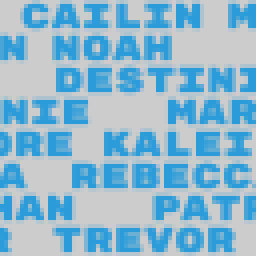 CAILIN M
N NOAH
DESTINI
NIE MAR
ORE KALEI
A REBECC
HAN PAT
R TREVOR